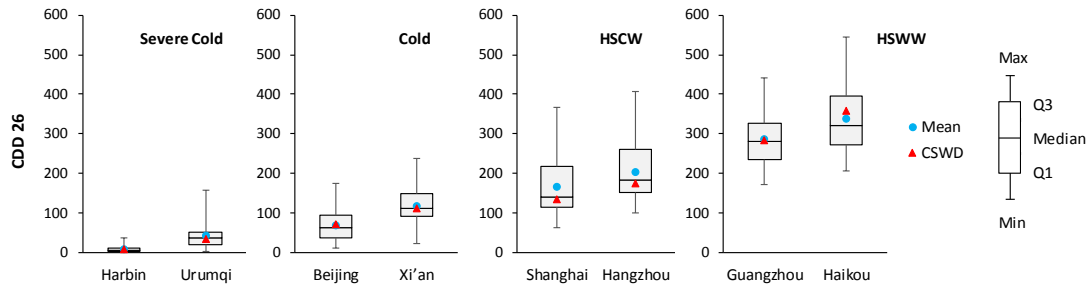 CDD 26
600
500
400
300
200
100
0
Severe Cold
Harbin
Urumqi
600
500
400
300
200
100
0
Cold
Beijing
Xi'an
600
500
400
300
200
100
0
HSCW
Shanghai
Hangzhou
600
500
400
300
200
100
0
HSWW
Guangzhou
Haikou
Mean
CSWD
Max
Q3
Median
Q1
Min